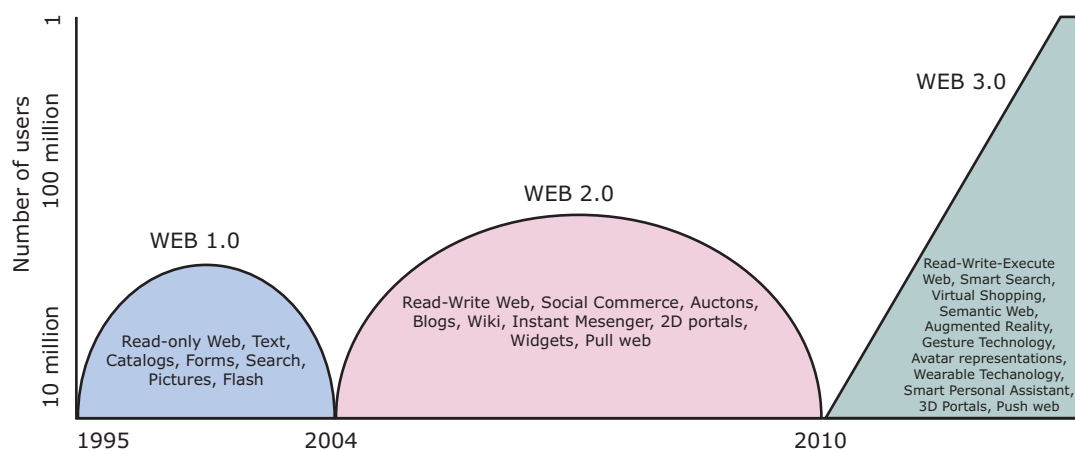 Number of users
1
100 million
10 million
WEB 1.0
Read-only Web, Text,
Catalogs, Forms, Search,
Pictures, Flash
WEB 2.0
Read-Write Web, Social Commerce, Auctons,
Blogs, Wiki, Instant Mesenger, 2D portals,
Widgets, Pull web
WEB 3.0
Read-Write-Execute
Web, Smart Search,
Virtual Shopping,
Semantic Web,
Augmented Reality,
Gesture Technology,
Avatar representations,
Wearable Techanology,
Smart Personal Assistant,
3D Portals, Push web
1995
2004
2010